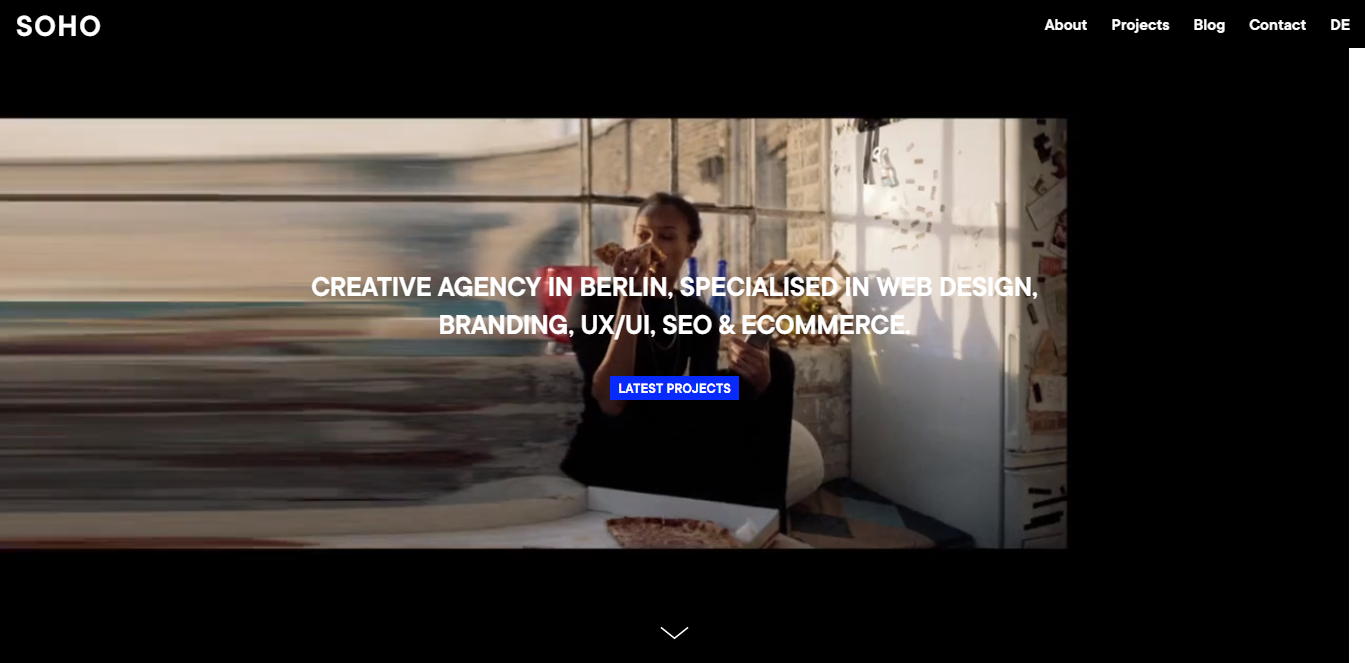 SOHO
About Projects Blog Contact DE
CREATIVE AGENCY IN BERLIN, SPECIALISED IN WEB DESIGN,
BRANDING, UX/UI, SEO & ECOMMERCE.
LATEST PROJECTS